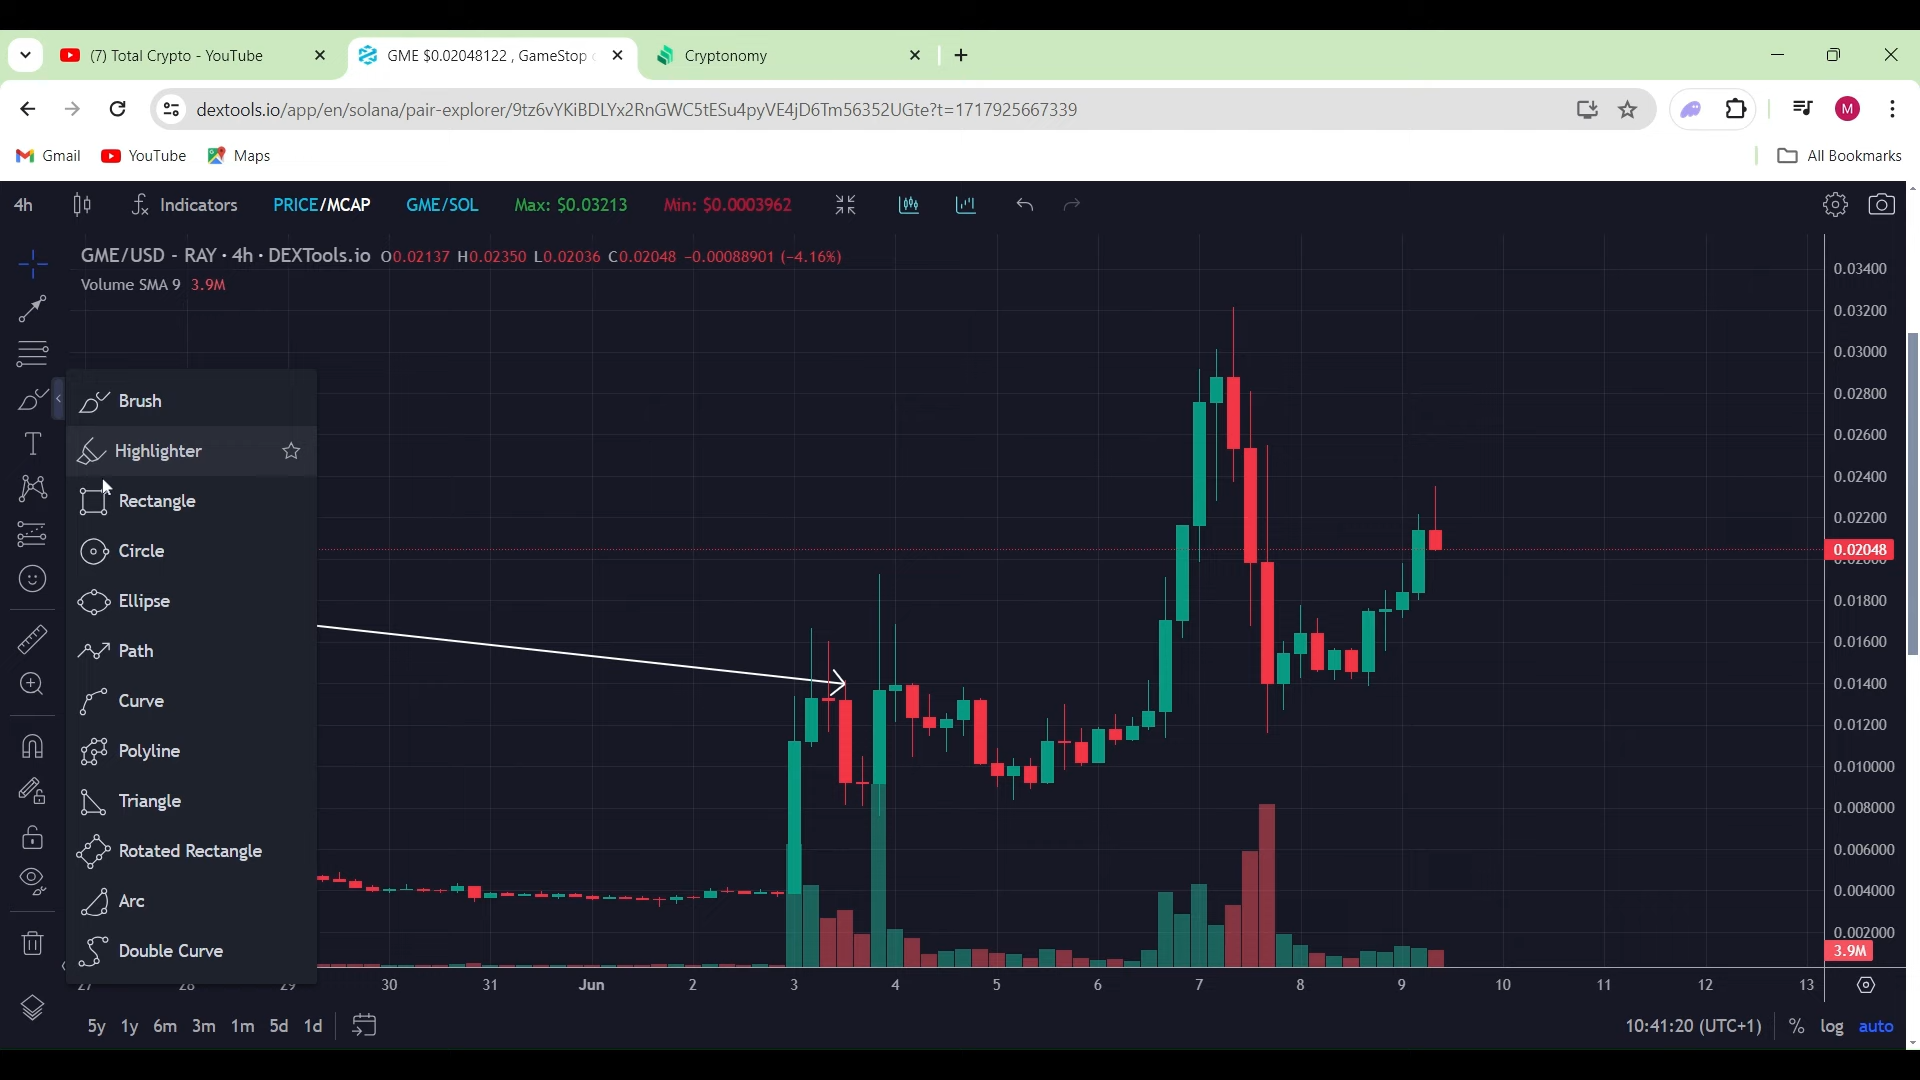 (7) Total Crypto - YouTube
GME $0.02048122 , GameStop
Cryptonomy
dextools.io/app/en/solana/pair-explorer/9tz6vYKiBDLYx2RnGWC5tESu4pyVE4jD6Tm56352UGte?t=1717925667339
M
Gmail
YouTube
Maps
All Bookmarks
4h
Indicators
PRICE/MCAP
GME/SOL
Max: $0.03213
Min: $0.0003962
GME/USD - RAY · 4h · DEXTools.io O0.02137 H0.02350 L0.02036 C0.02048 -0.00088901 (-4.16%)
Volume SMA 9 3.9M
Brush
Highlighter
Rectangle
Circle
Ellipse
Path
Curve
Polyline
Triangle
Rotated Rectangle
Arc
Double Curve
0.03400
0.03200
0.03000
0.02800
0.02600
0.02400
0.02200
0.02048
0.02000
0.01800
0.01600
0.01400
0.01200
0.010000
0.008000
0.006000
0.004000
0.002000
3.9M
27 28 29 30 31 Jun 2 3 4 5 6 7 8 9 10 11 12 13
5y 1y 6m 3m 1m 5d 1d
10:41:20 (UTC+1)
% log auto